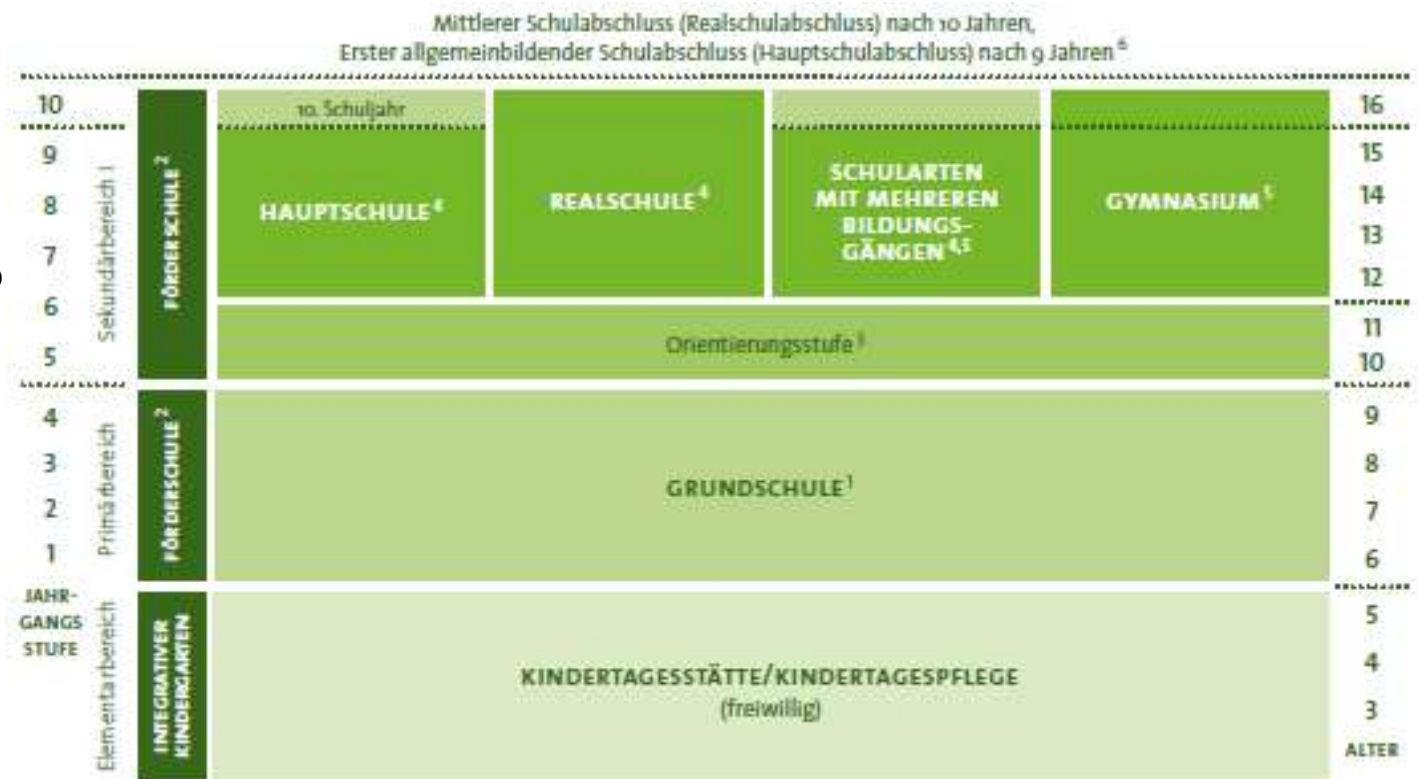 Mittlerer Schulabschluss (Realschulabschluss) nach 10 Jahren,
Erster allgemeinbildender Schulabschluss (Hauptschulabschluss) nach 9 Jahren 6
10
9
8
7
6
5
4
3
2
1
JAHR-
GANGS
STUFE
Sekundärbereich I
Primärbereich
Elementarbereich
FÖRDERSCHULE 2
FÖRDERSCHULE 2
INTEGRATIVER
KINDERGARTEN
10. Schuljahr
HAUPTSCHULE 4
REALSCHULE 4
SCHULARTEN
MIT MEHREREN
BILDUNGS-
GÄNGEN 4,5
GYMNASIUM 5
Orientierungsstufe 3
GRUNDSCHULE 1
KINDERTAGESSTÄTTE/KINDERTAGESPFLEGE
(freiwillig)
16
15
14
13
12
11
10
9
8
7
6
5
4
3
ALTER